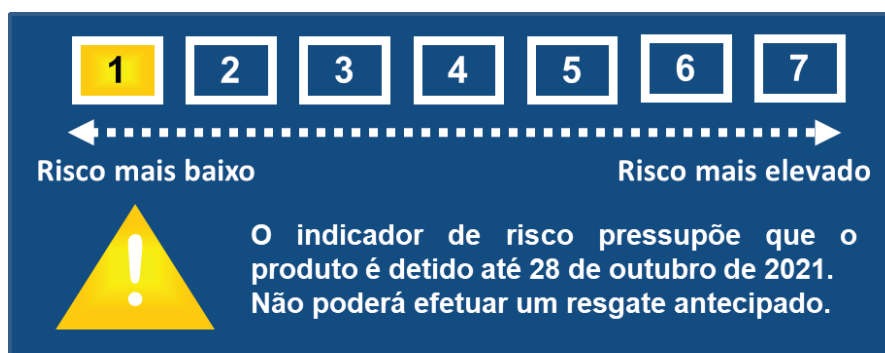 1 2 3 4 5 6 7
Risco mais baixo Risco mais elevado
O indicador de risco pressupõe que o
produto é detido até 28 de outubro de 2021.
Não poderá efetuar um resgate antecipado.